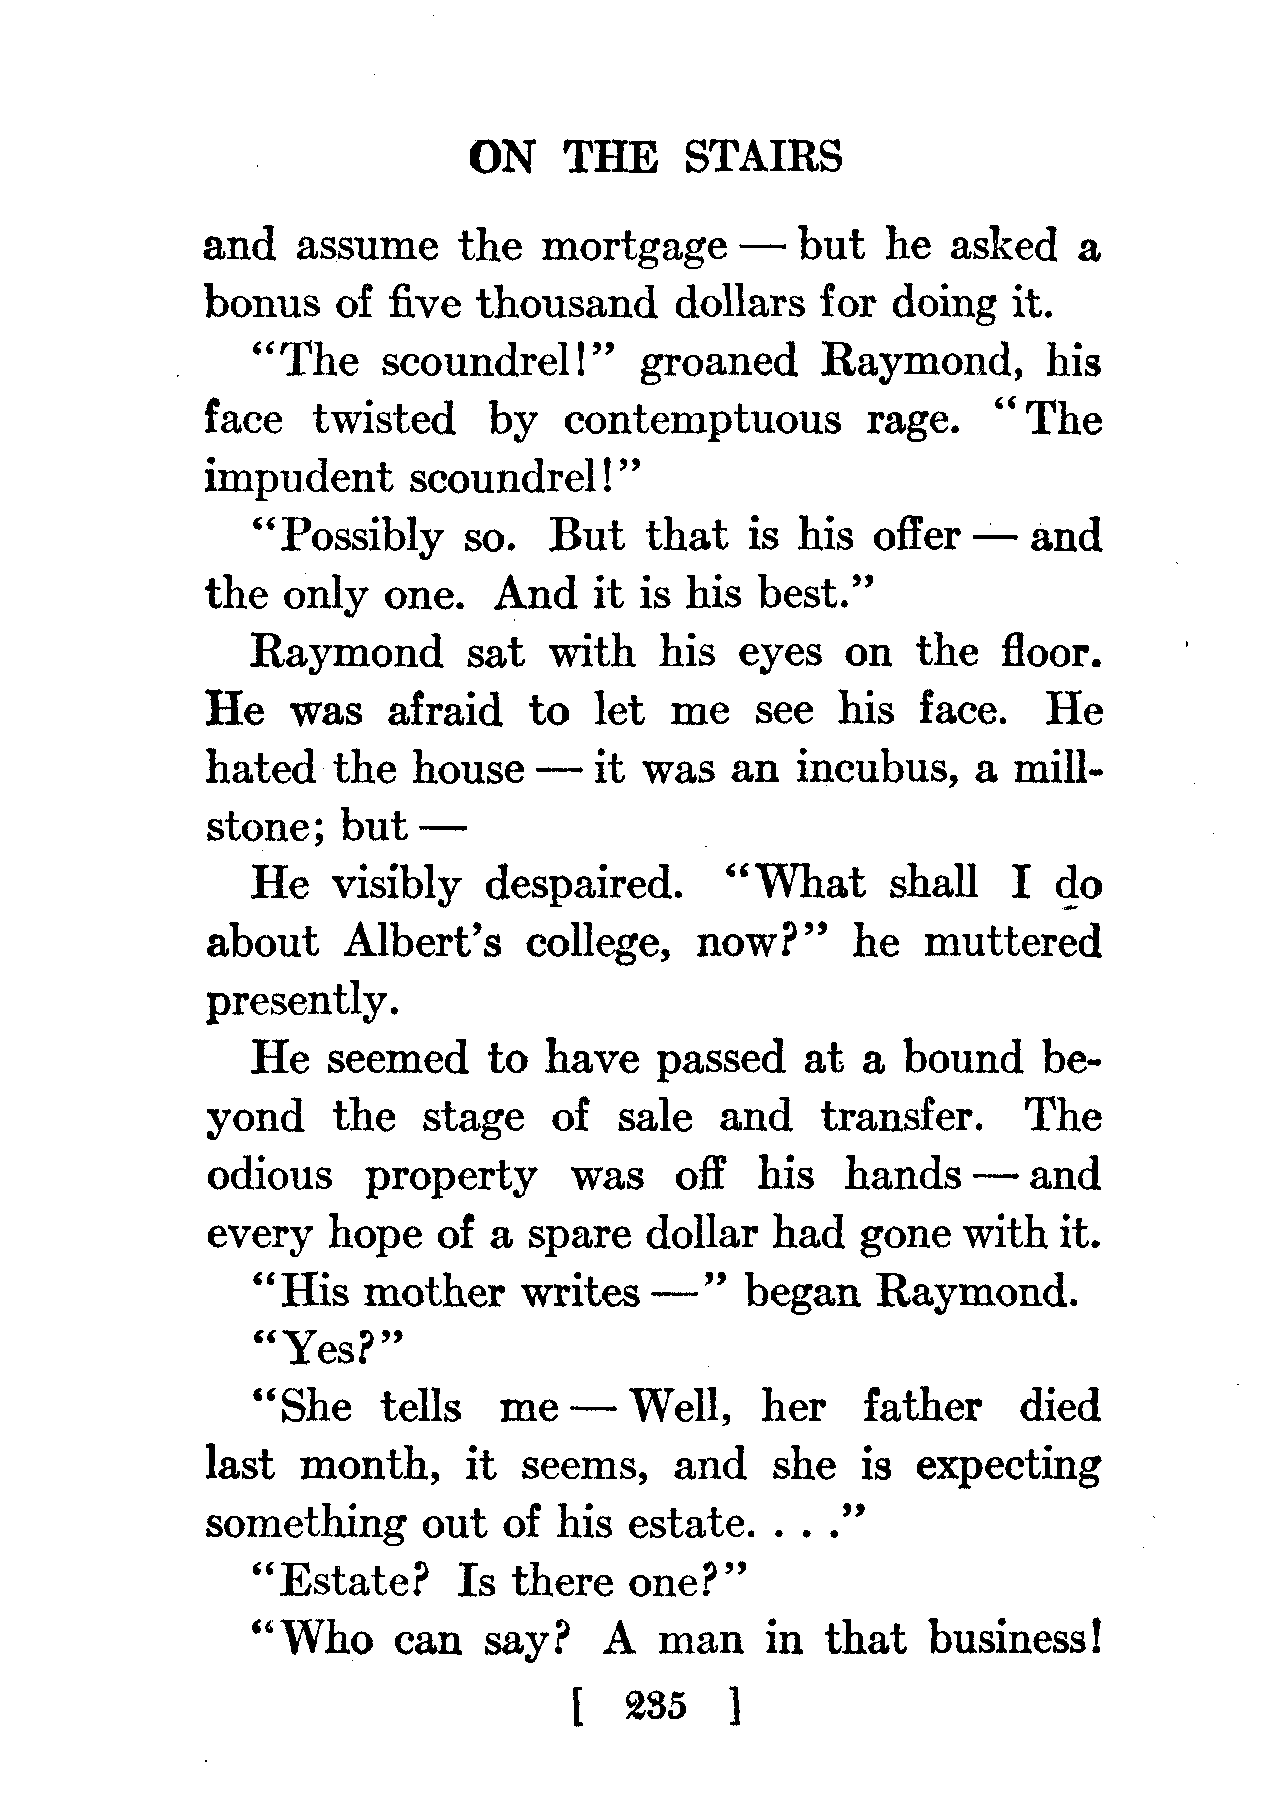 ON THE STAIRS
and assume the mortgage — but he asked a
bonus of five thousand dollars for doing it.
“The scoundrel!” groaned Raymond, his
face twisted by contemptuous rage. “The
impudent scoundrel!”
“Possibly so. But that is his offer — and
the only one. And it is his best.”
Raymond sat with his eyes on the floor.
He was afraid to let me see his face. He
hated the house — it was an incubus, a mill-
stone; but —
He visibly despaired. “What shall I do
about Albert’s college, now?” he muttered
presently.
He seemed to have passed at a bound be-
yond the stage of sale and transfer. The
odious property was off his hands — and
every hope of a spare dollar had gone with it.
“His mother writes —” began Raymond.
“Yes?”
“She tells me — Well, her father died
last month, it seems, and she is expecting
something out of his estate. . . .”
“Estate? Is there one?”
“Who can say? A man in that business!
[ 235 ]